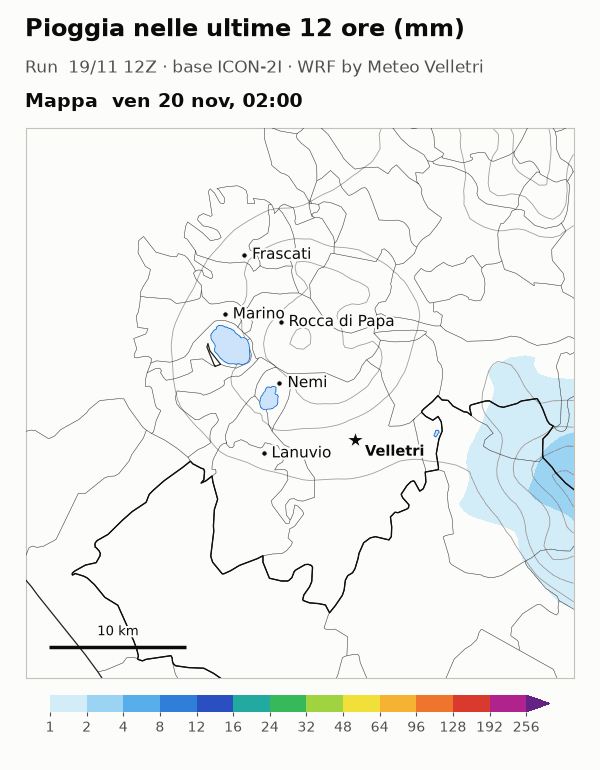 Pioggia nelle ultime 12 ore (mm)
Run  19/11 12Z · base ICON-2I · WRF by Meteo Velletri
Mappa  ven 20 nov, 02:00
Frascati
Marino
Rocca di Papa
Nemi
Velletri
Lanuvio
10 km
1 2 4 8 12 16 24 32 48 64 96 128 192 256